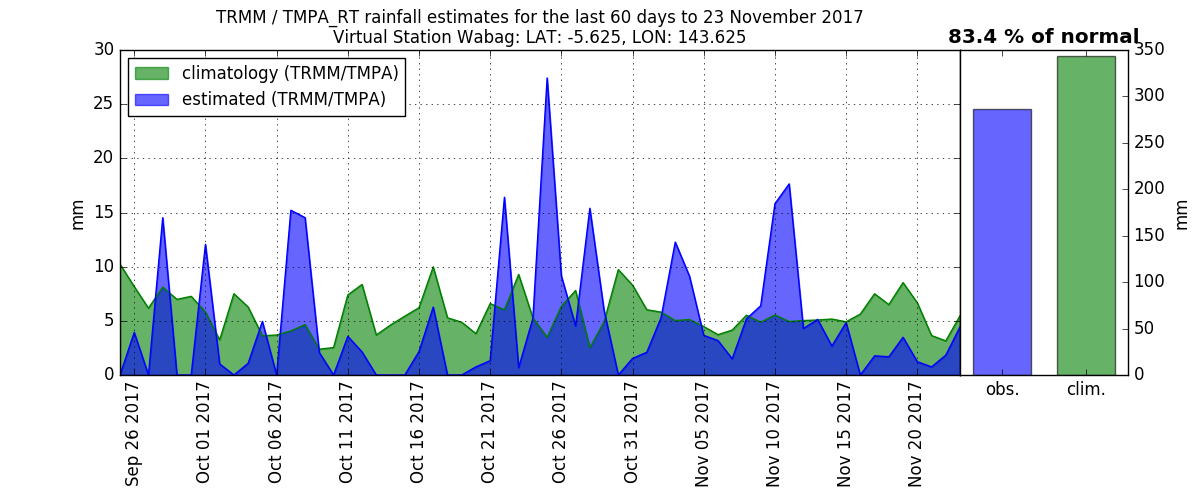 TRMM / TMPA_RT rainfall estimates for the last 60 days to 23 November 2017
Virtual Station Wabag: LAT: -5.625, LON: 143.625
83.4 % of normal
climatology (TRMM/TMPA)
estimated (TRMM/TMPA)
30
25
20
15
10
5
0
mm
Sep 26 2017
Oct 01 2017
Oct 06 2017
Oct 11 2017
Oct 16 2017
Oct 21 2017
Oct 26 2017
Oct 31 2017
Nov 05 2017
Nov 10 2017
Nov 15 2017
Nov 20 2017
obs.
clim.
350
300
250
200
150
100
50
0
mm